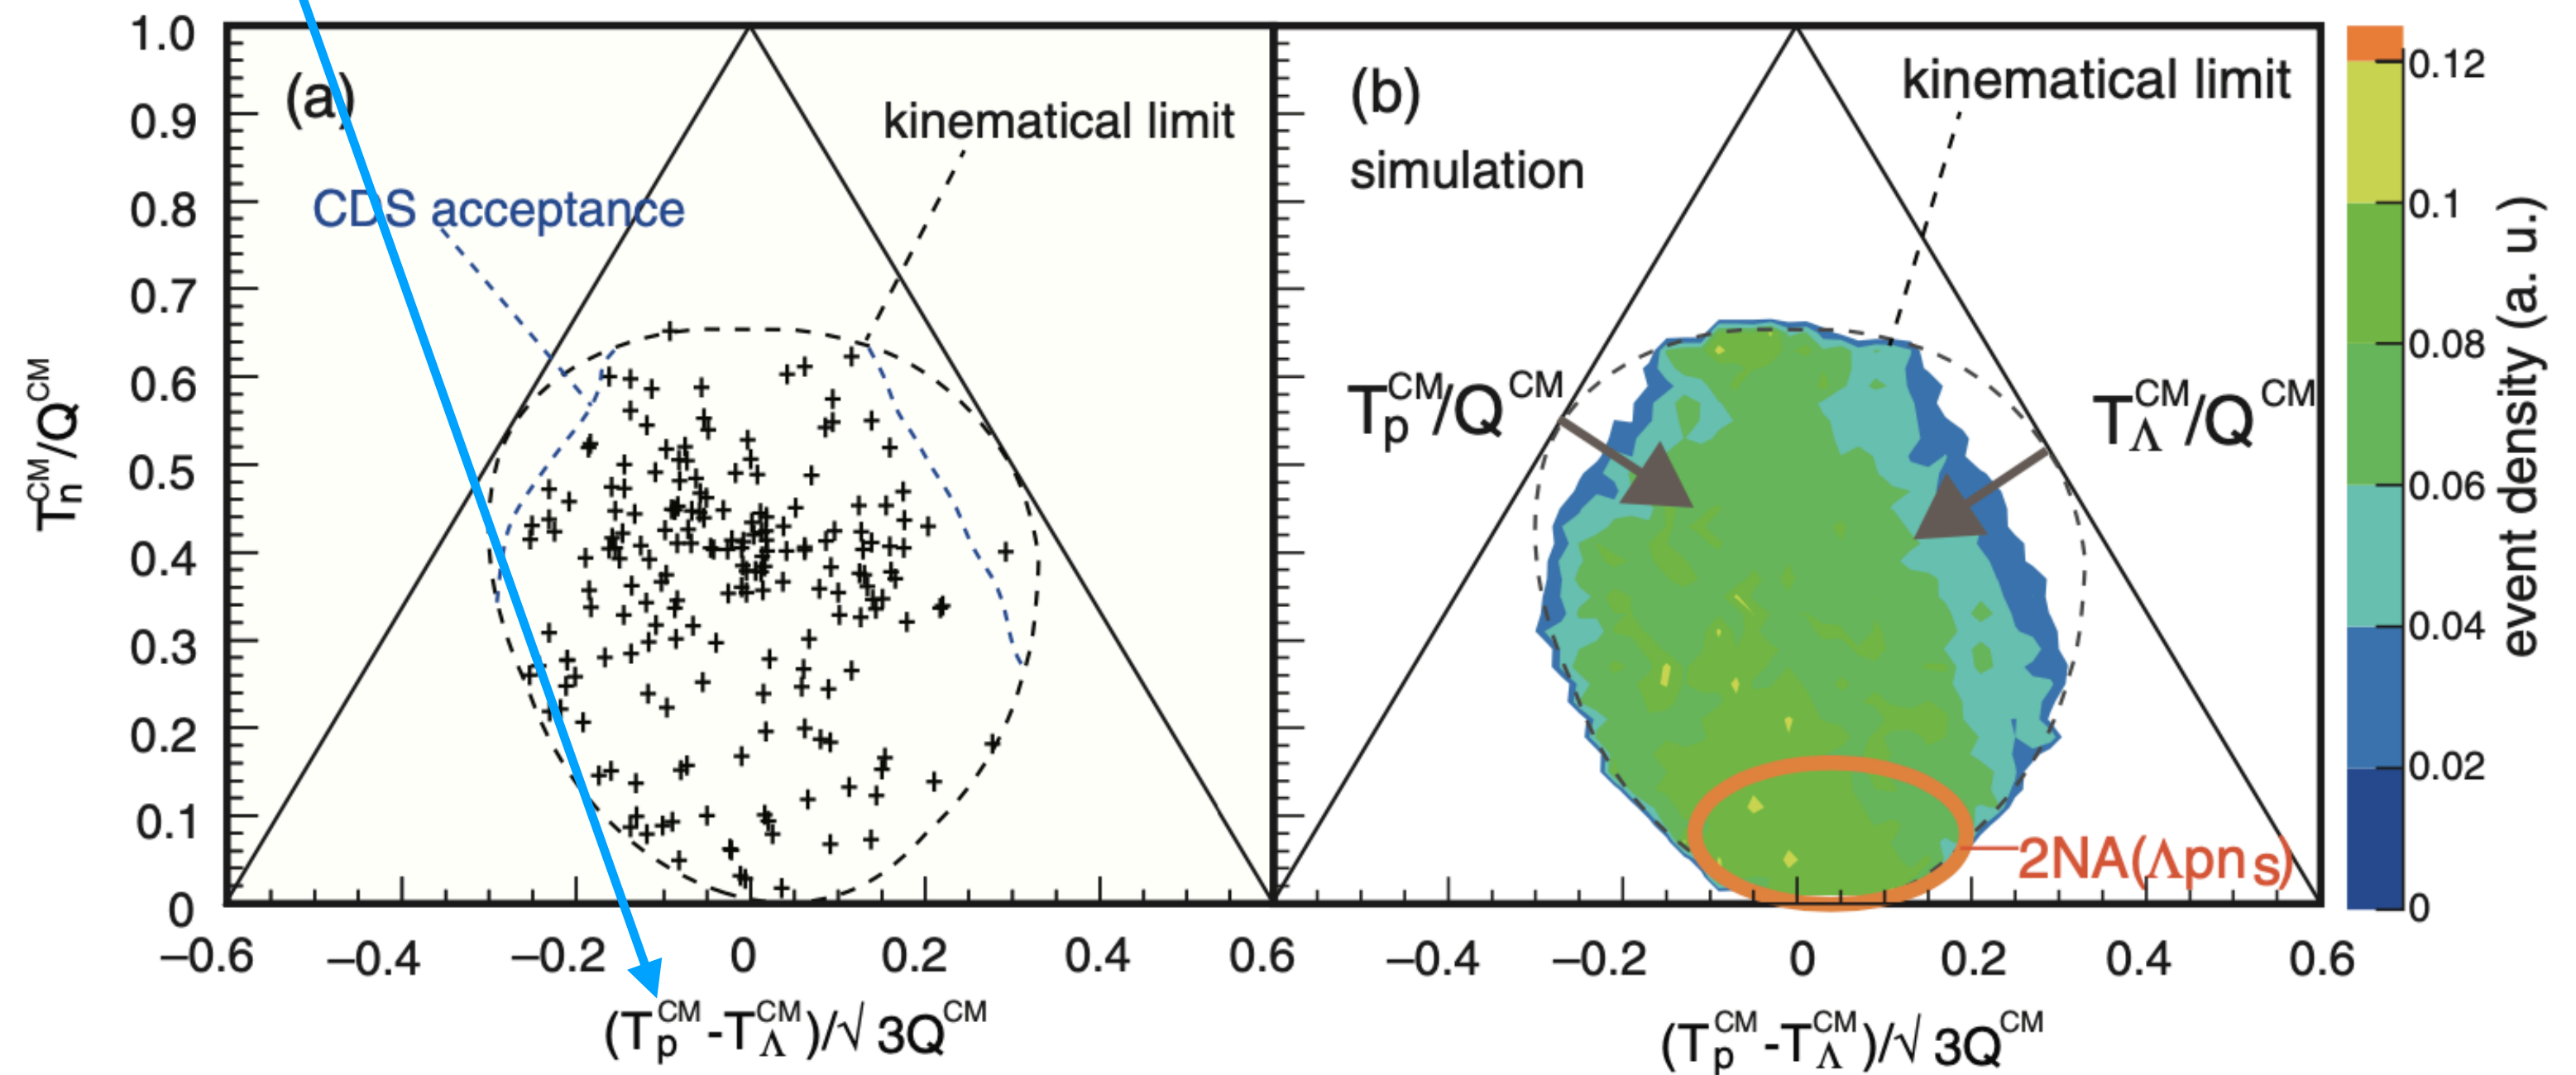 1.0
0.9
0.8
0.7
0.6
0.5
0.4
0.3
0.2
0.1
0
T_n^CM/Q^CM
(a)
CDS acceptance
kinematical limit
−0.6 −0.4 −0.2 0 0.2 0.4 0.6
(T_p^CM -T_Λ^CM)/√ 3Q^CM
(b)
simulation
kinematical limit
T_p^CM/Q^CM
T_Λ^CM/Q^CM
2NA(Λpn_s)
−0.4 −0.2 0 0.2 0.4 0.6
(T_p^CM -T_Λ^CM)/√ 3Q^CM
0.12
0.1
0.08
0.06
0.04
0.02
0
event density (a. u.)